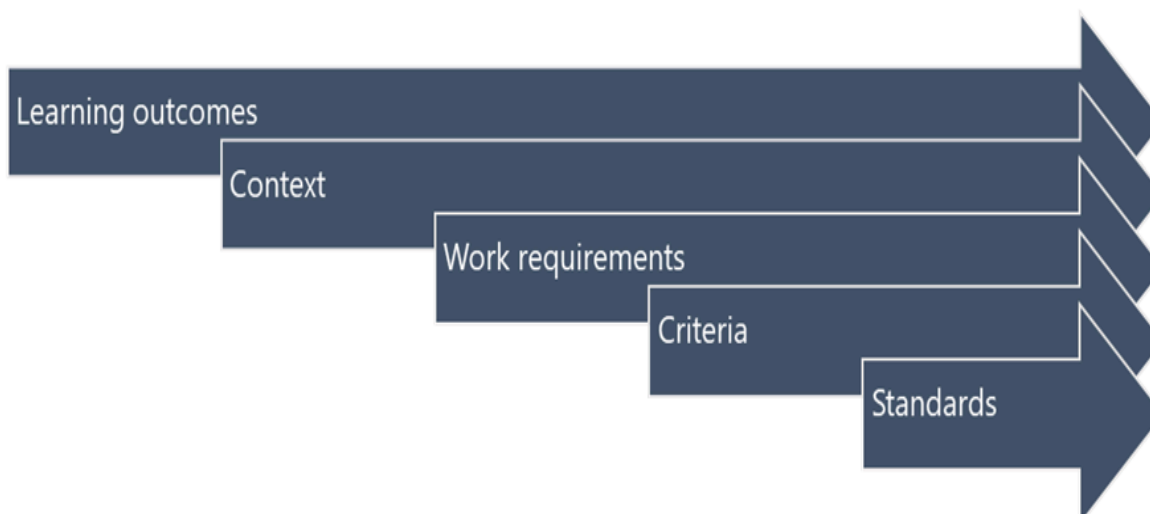 Learning outcomes
Context
Work requirements
Criteria
Standards